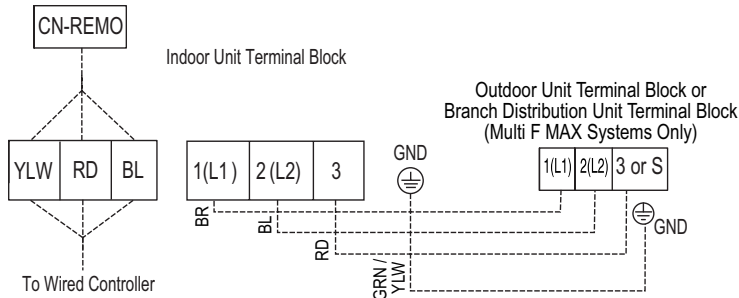 CN-REMO
Indoor Unit Terminal Block
Outdoor Unit Terminal Block or
Branch Distribution Unit Terminal Block
(Multi F MAX Systems Only)
YLW RD BL
1(L1) 2(L2) 3
GND
1(L1) 2(L2) 3 or S
GND
BR
BL
RD
GRN /
YLW
To Wired Controller